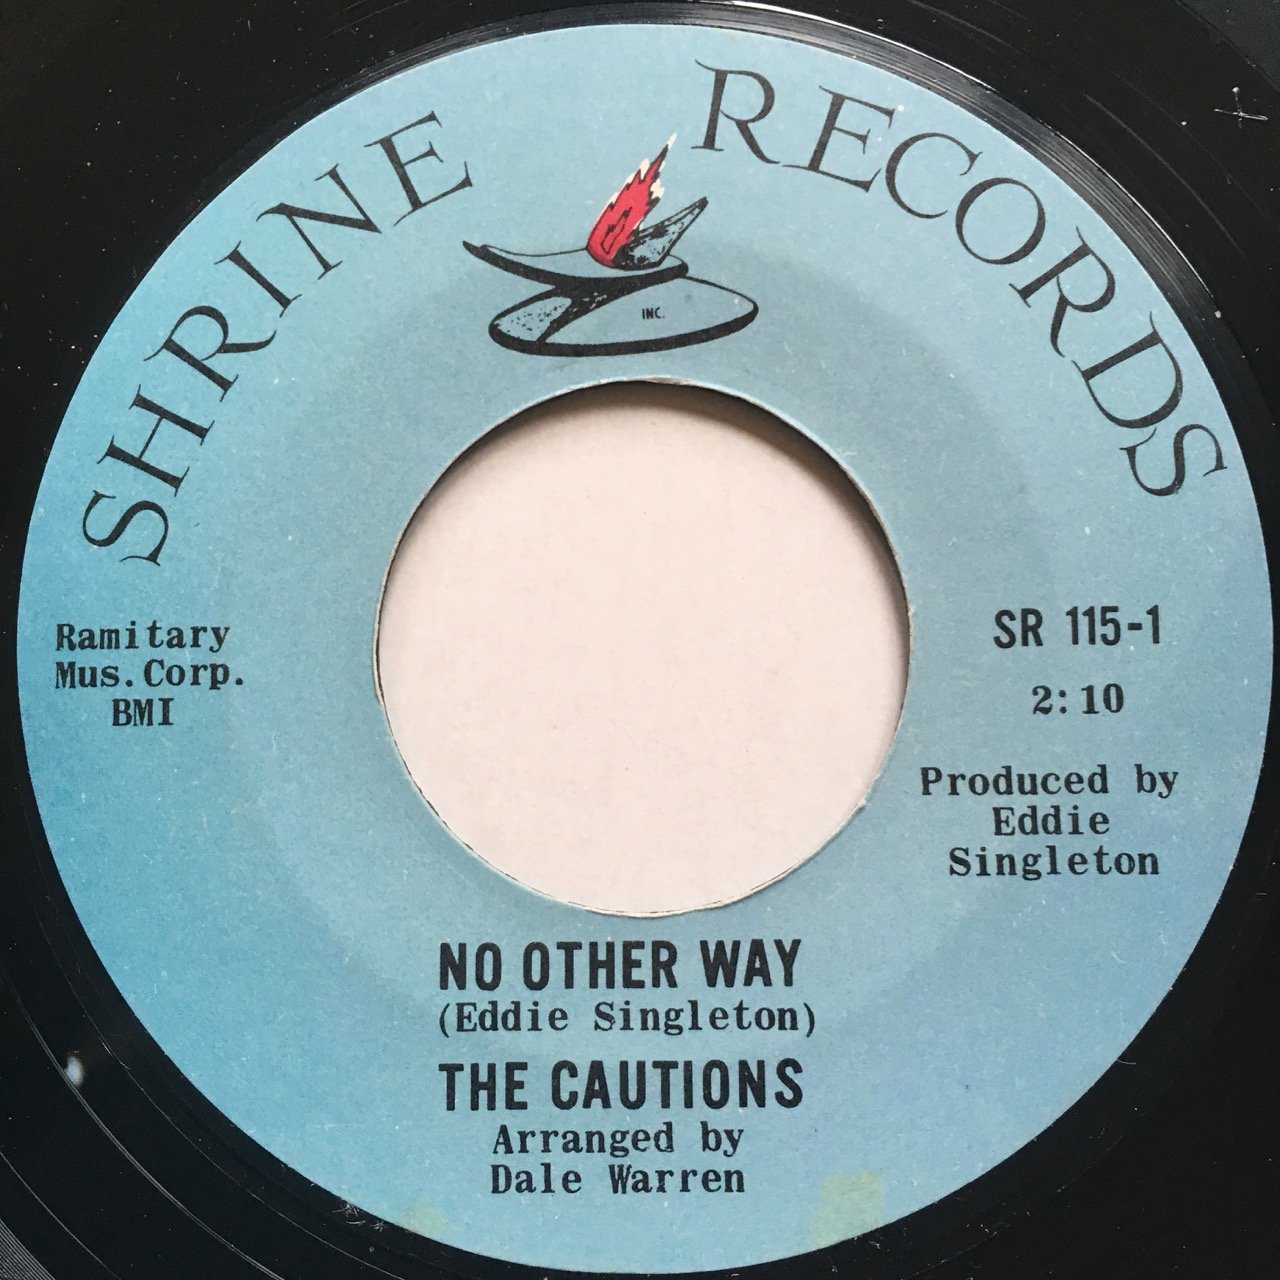 SHRINE RECORDS
INC.
Ramitary
Mus. Corp.
BMI
SR 115-1
2:10
Produced by
Eddie
Singleton
NO OTHER WAY
(Eddie Singleton)
THE CAUTIONS
Arranged by
Dale Warren